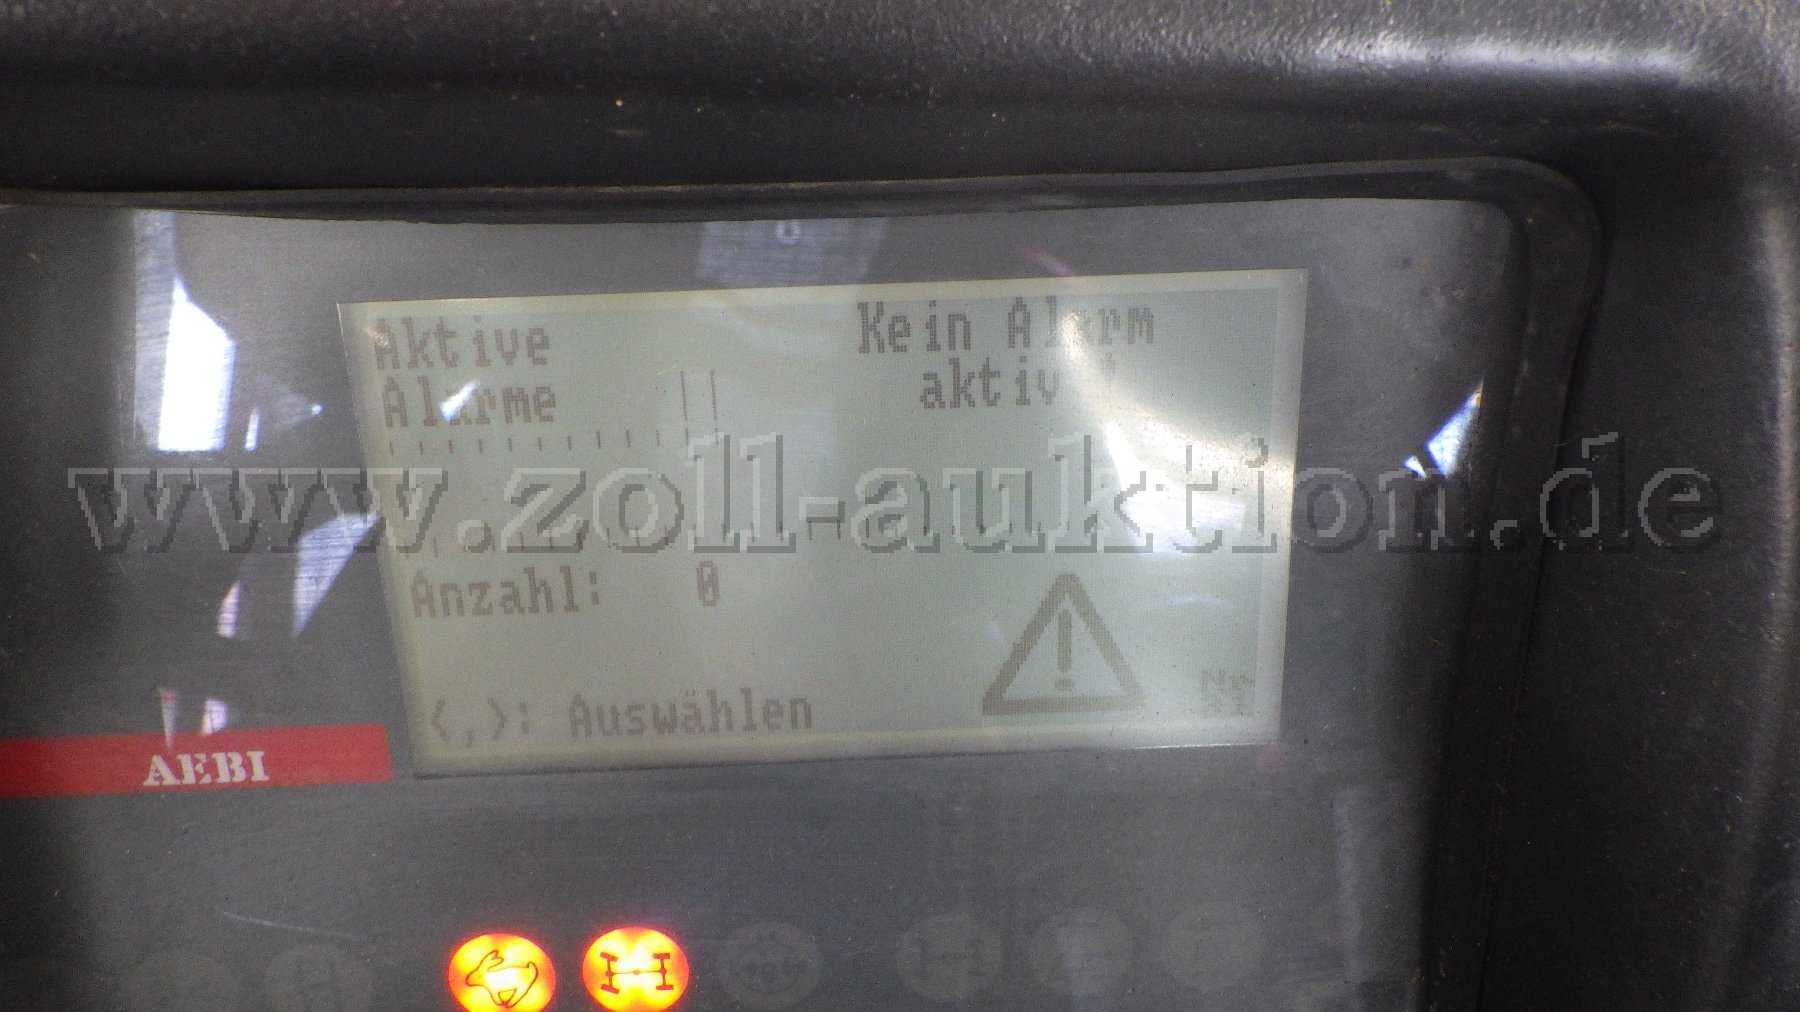 Aktive
Alarme
Kein Alarm
aktiv !
www.zoll-auktion.de
Anzahl: 0
<,>: Auswählen
AEBI